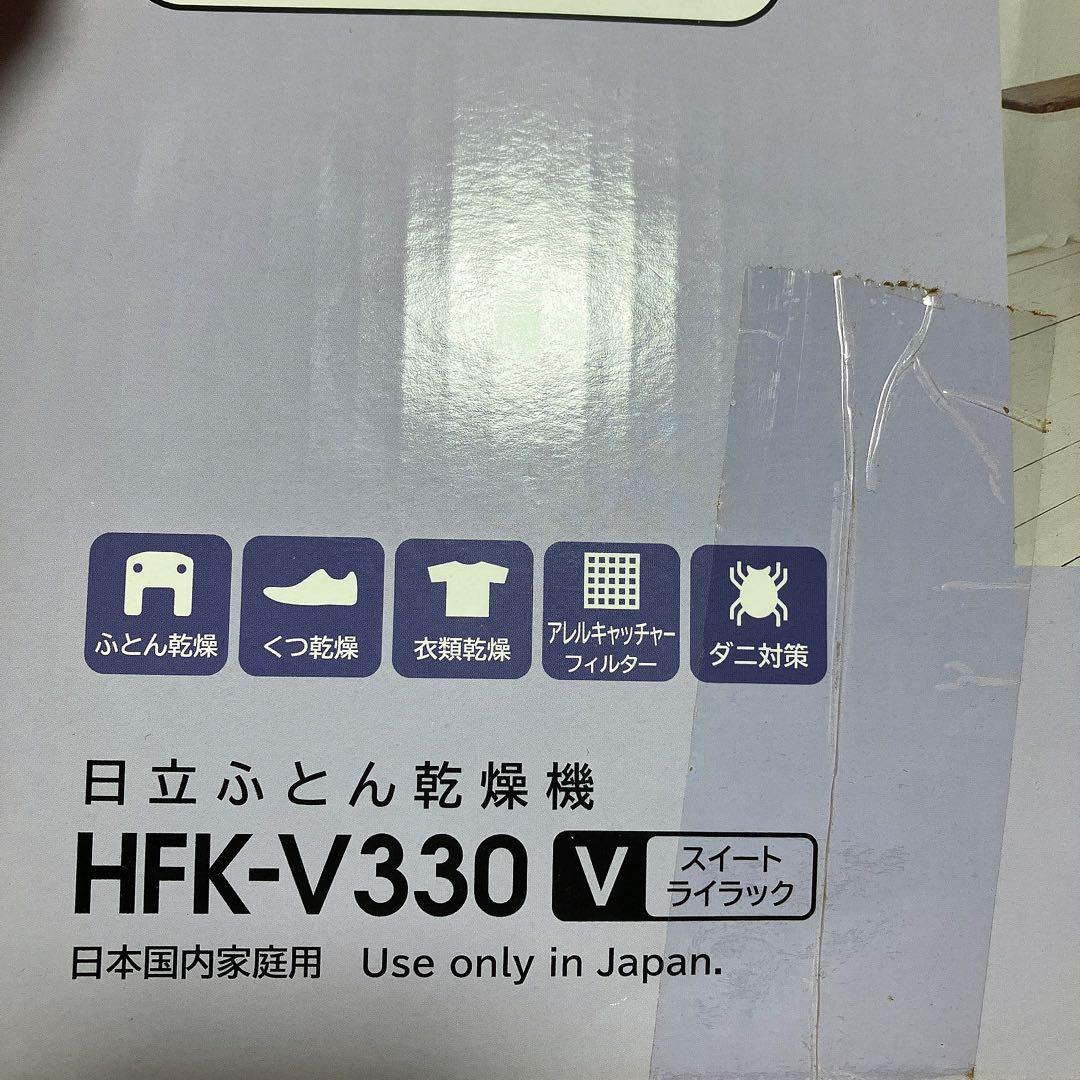 ふとん乾燥
くつ乾燥
衣類乾燥
アレルキャッチャー
フィルター
ダニ対策
日立ふとん乾燥機
HFK-V330 V スイート
ライラック
日本国内家庭用 Use only in Japan.